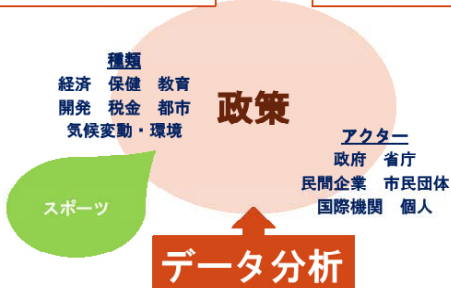 種類
経済 保健 教育
開発 税金 都市
気候変動・環境
政策
アクター
政府 省庁
民間企業 市民団体
国際機関 個人
スポーツ
データ分析